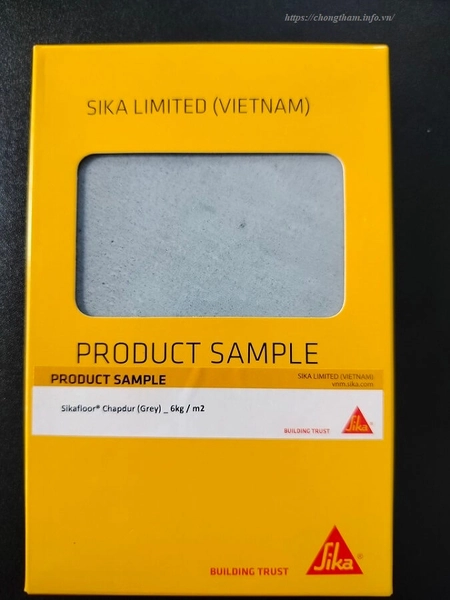 https://chongtham.info.vn/
SIKA LIMITED (VIETNAM)
PRODUCT SAMPLE
PRODUCT SAMPLE
SIKA LIMITED (VIETNAM)
vnm.sika.com
Sikafloor® Chapdur (Grey) _ 6kg / m2
BUILDING TRUST
Sika®
BUILDING TRUST
Sika®